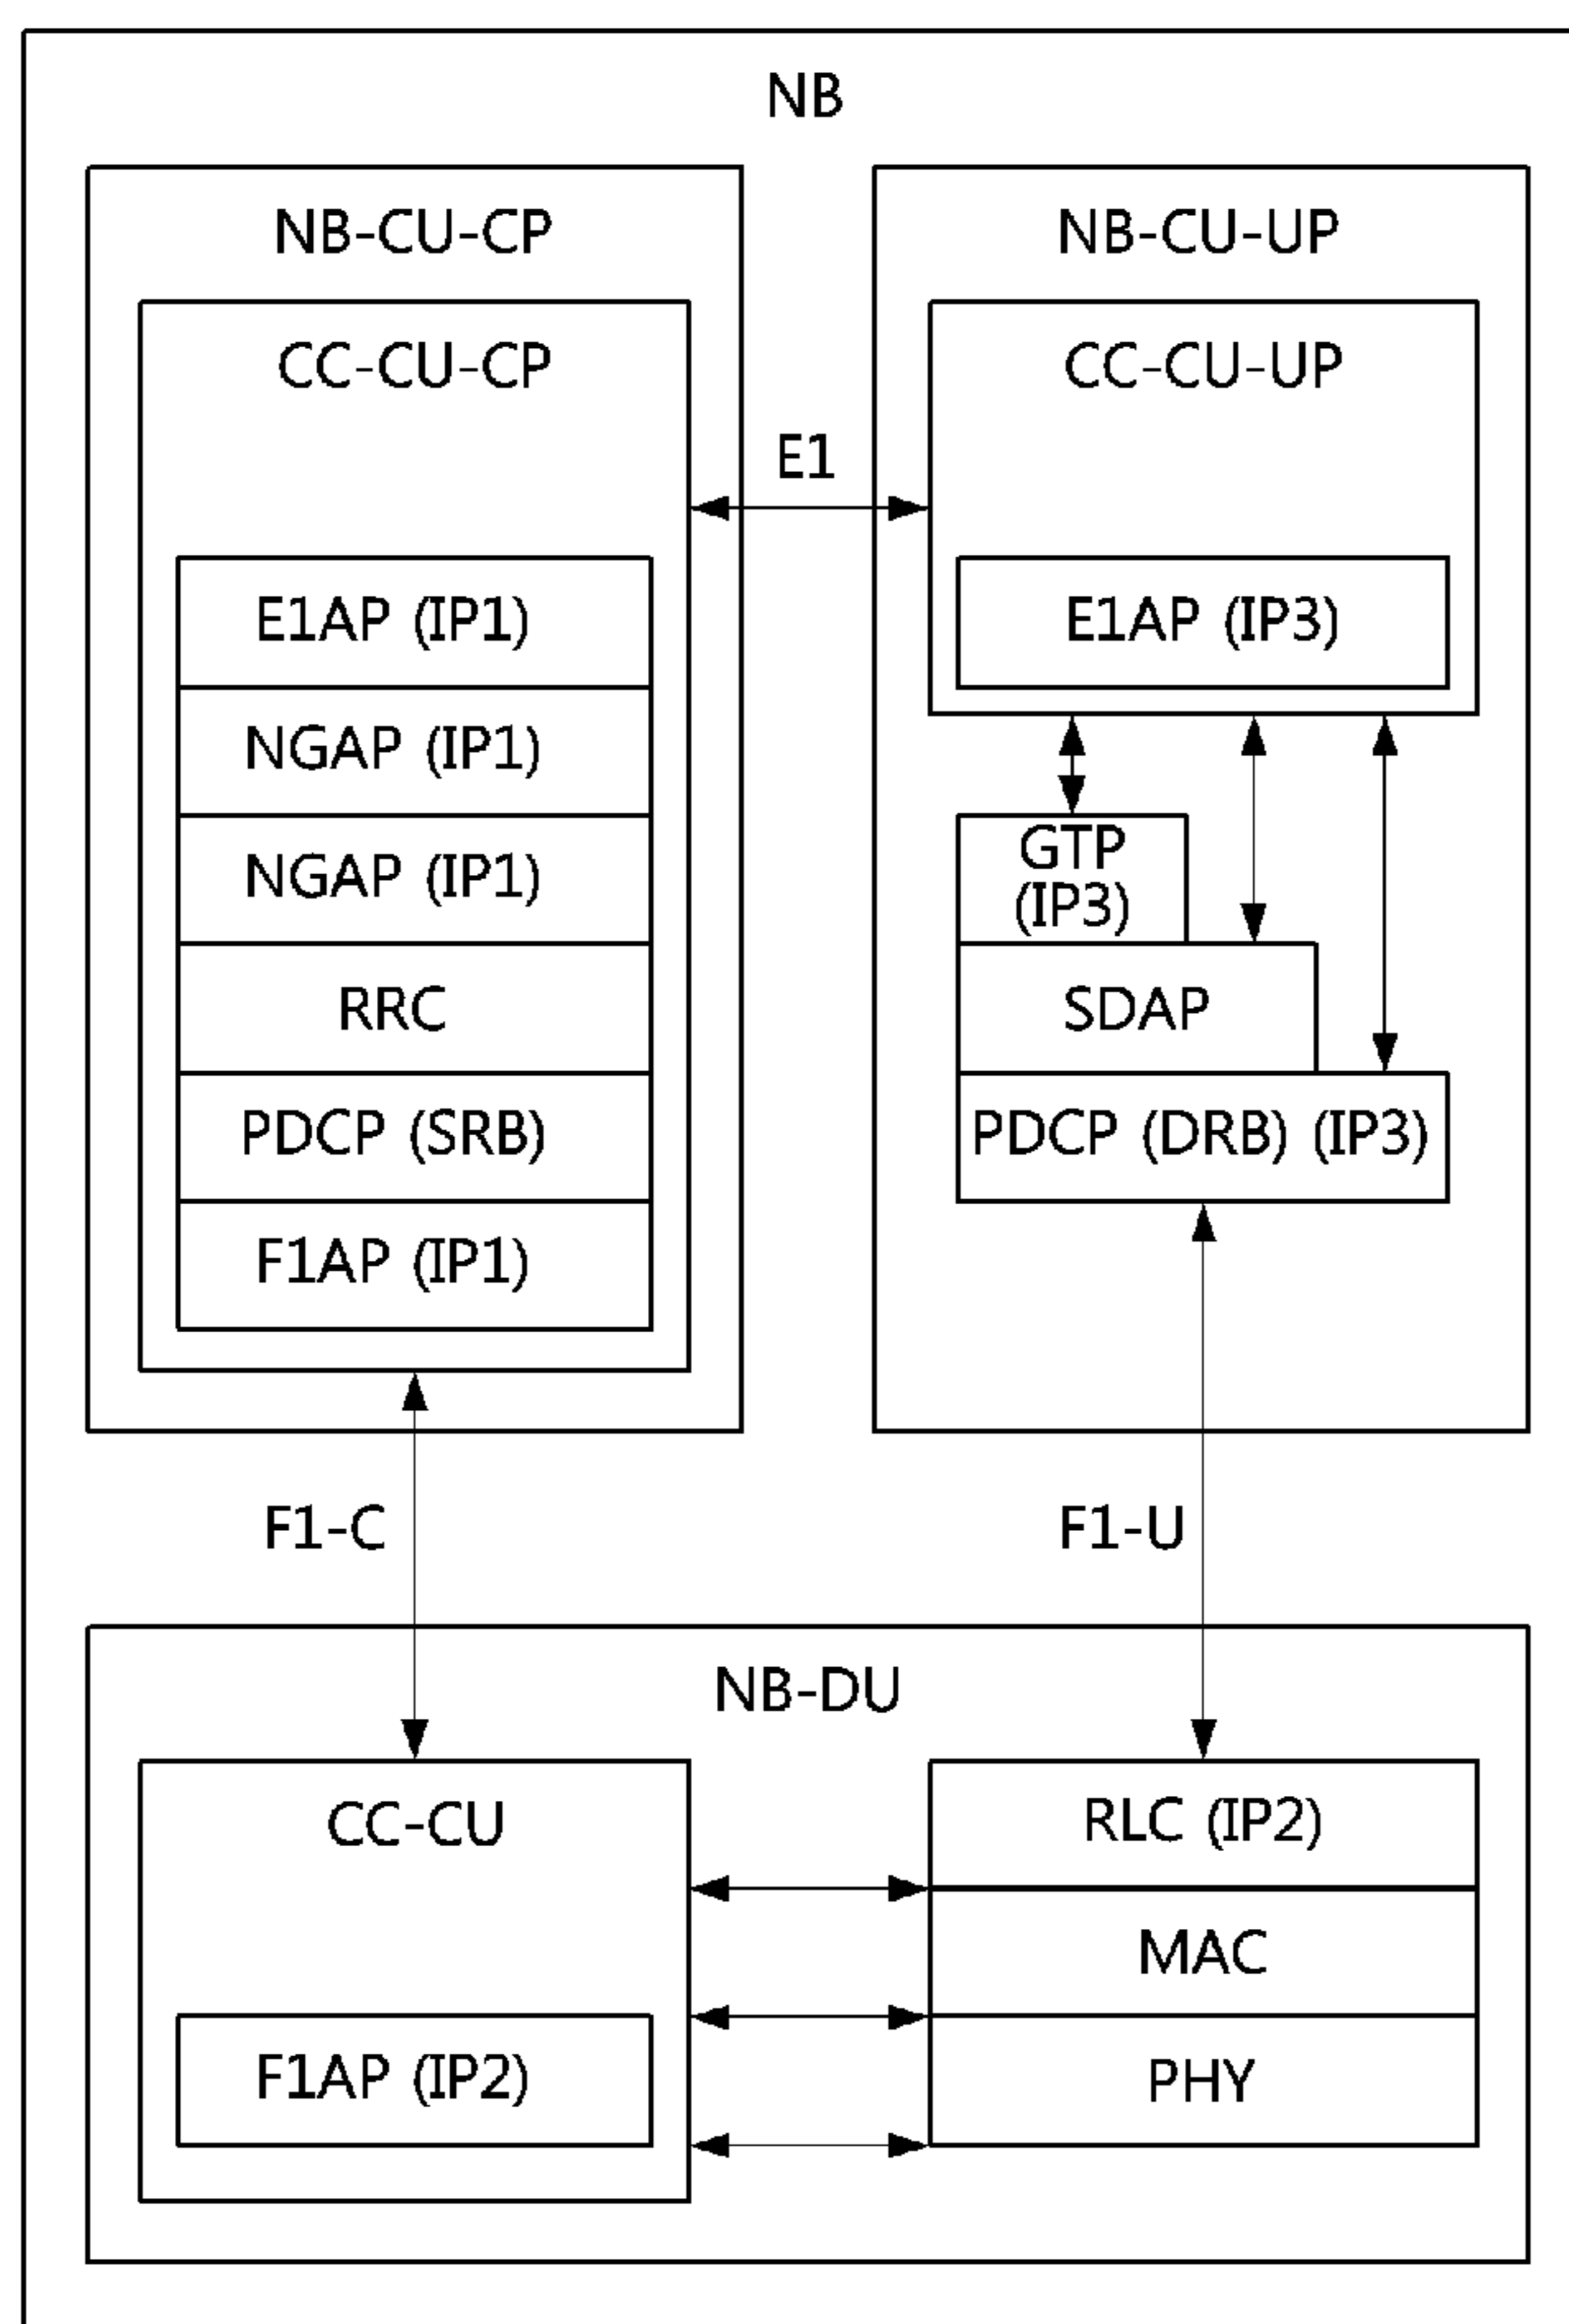 NB
NB-CU-CP
CC-CU-CP
E1AP (IP1)
NGAP (IP1)
NGAP (IP1)
RRC
PDCP (SRB)
F1AP (IP1)
E1
NB-CU-UP
CC-CU-UP
E1AP (IP3)
GTP
(IP3)
SDAP
PDCP (DRB) (IP3)
F1-C
F1-U
NB-DU
CC-CU
F1AP (IP2)
RLC (IP2)
MAC
PHY